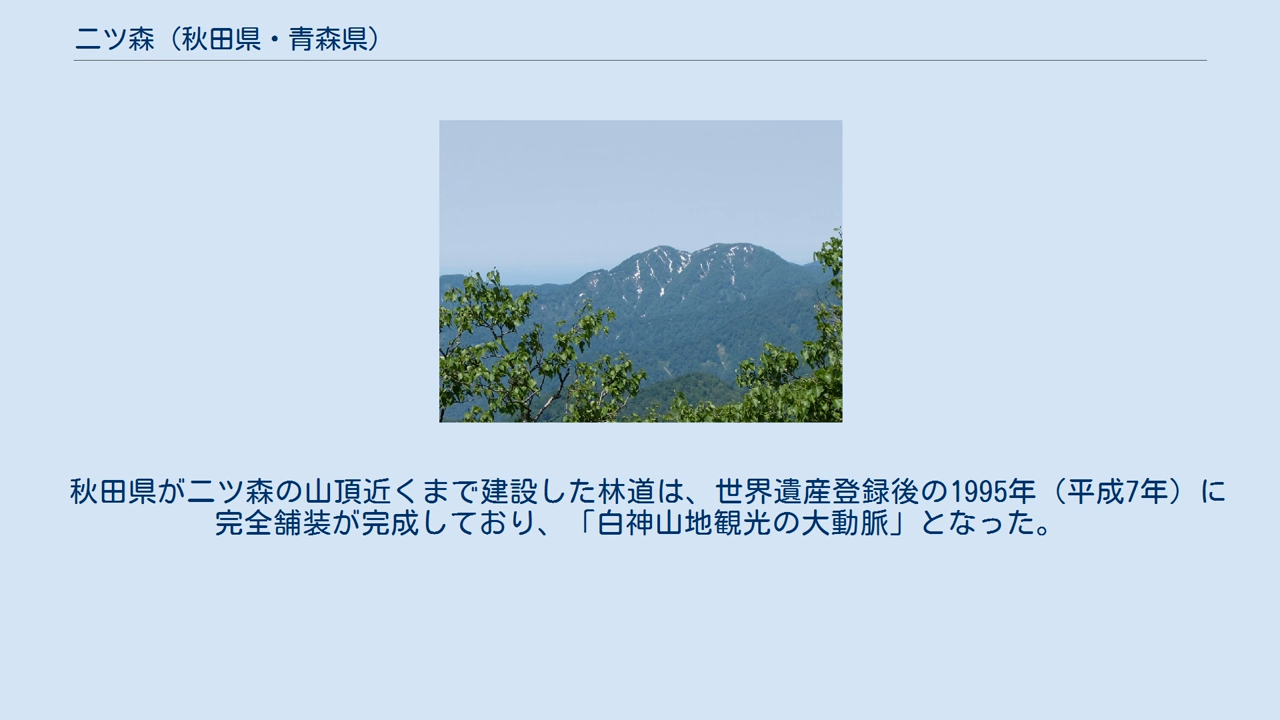 二ツ森（秋田県・青森県）
秋田県が二ツ森の山頂近くまで建設した林道は、世界遺産登録後の1995年（平成7年）に
完全舗装が完成しており、「白神山地観光の大動脈」となった。